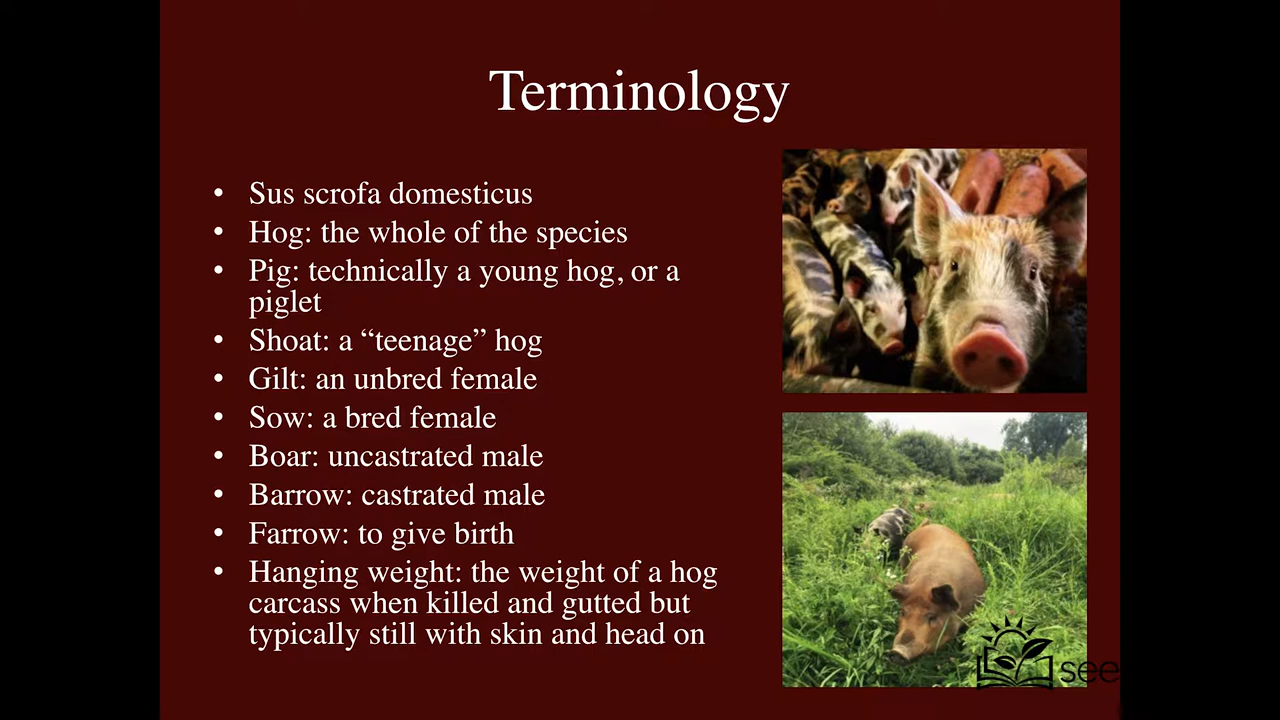 Terminology
• Sus scrofa domesticus
• Hog: the whole of the species
• Pig: technically a young hog, or a
piglet
• Shoat: a “teenage” hog
• Gilt: an unbred female
• Sow: a bred female
• Boar: uncastrated male
• Barrow: castrated male
• Farrow: to give birth
• Hanging weight: the weight of a hog
carcass when killed and gutted but
typically still with skin and head on
see